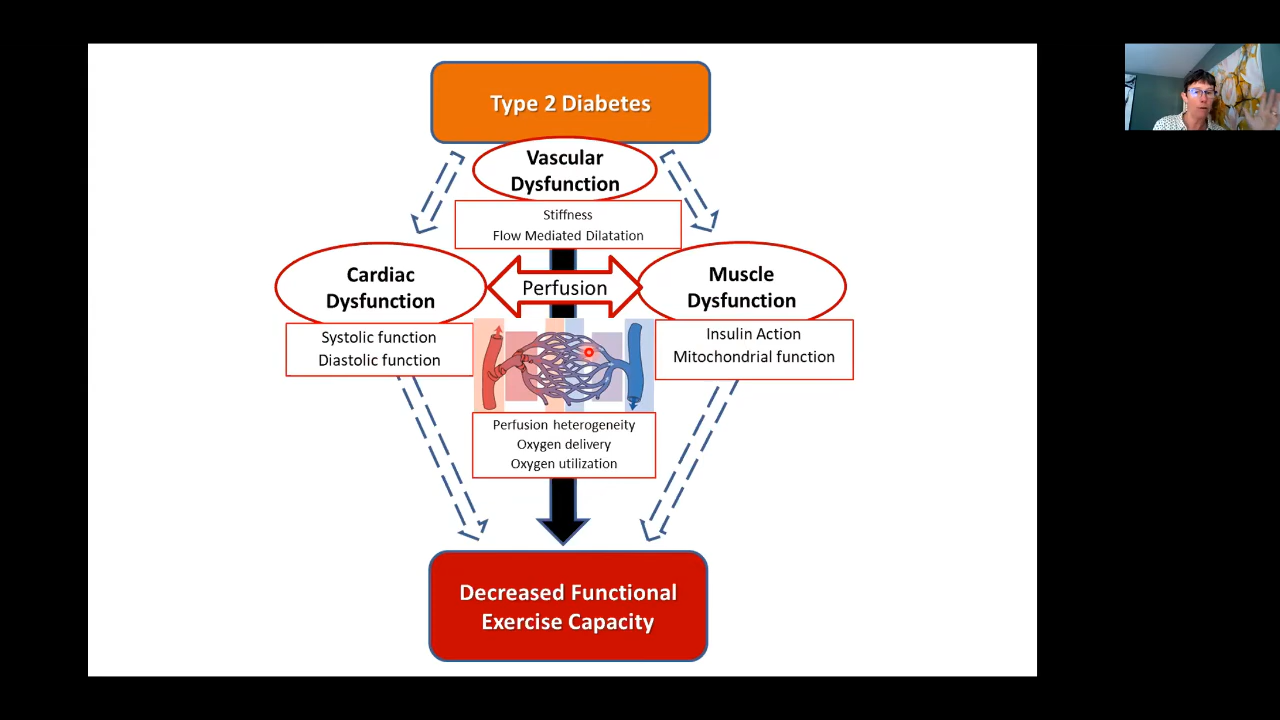 Type 2 Diabetes
Vascular
Dysfunction
Stiffness
Flow Mediated Dilatation
Cardiac
Dysfunction
Systolic function
Diastolic function
Perfusion
Muscle
Dysfunction
Insulin Action
Mitochondrial function
Perfusion heterogeneity
Oxygen delivery
Oxygen utilization
Decreased Functional
Exercise Capacity